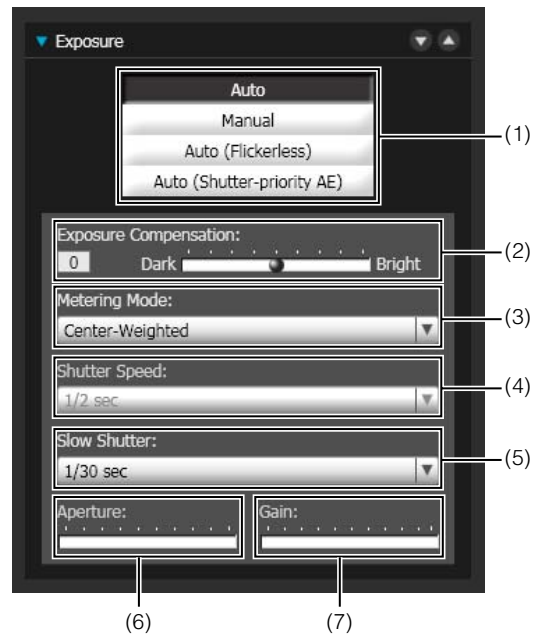 Exposure
Auto
Manual
Auto (Flickerless)
Auto (Shutter-priority AE)
(1)
Exposure Compensation:
0 Dark Bright
(2)
Metering Mode:
Center-Weighted
(3)
Shutter Speed:
1/2 sec
(4)
Slow Shutter:
1/30 sec
(5)
Aperture: Gain:
(6) (7)